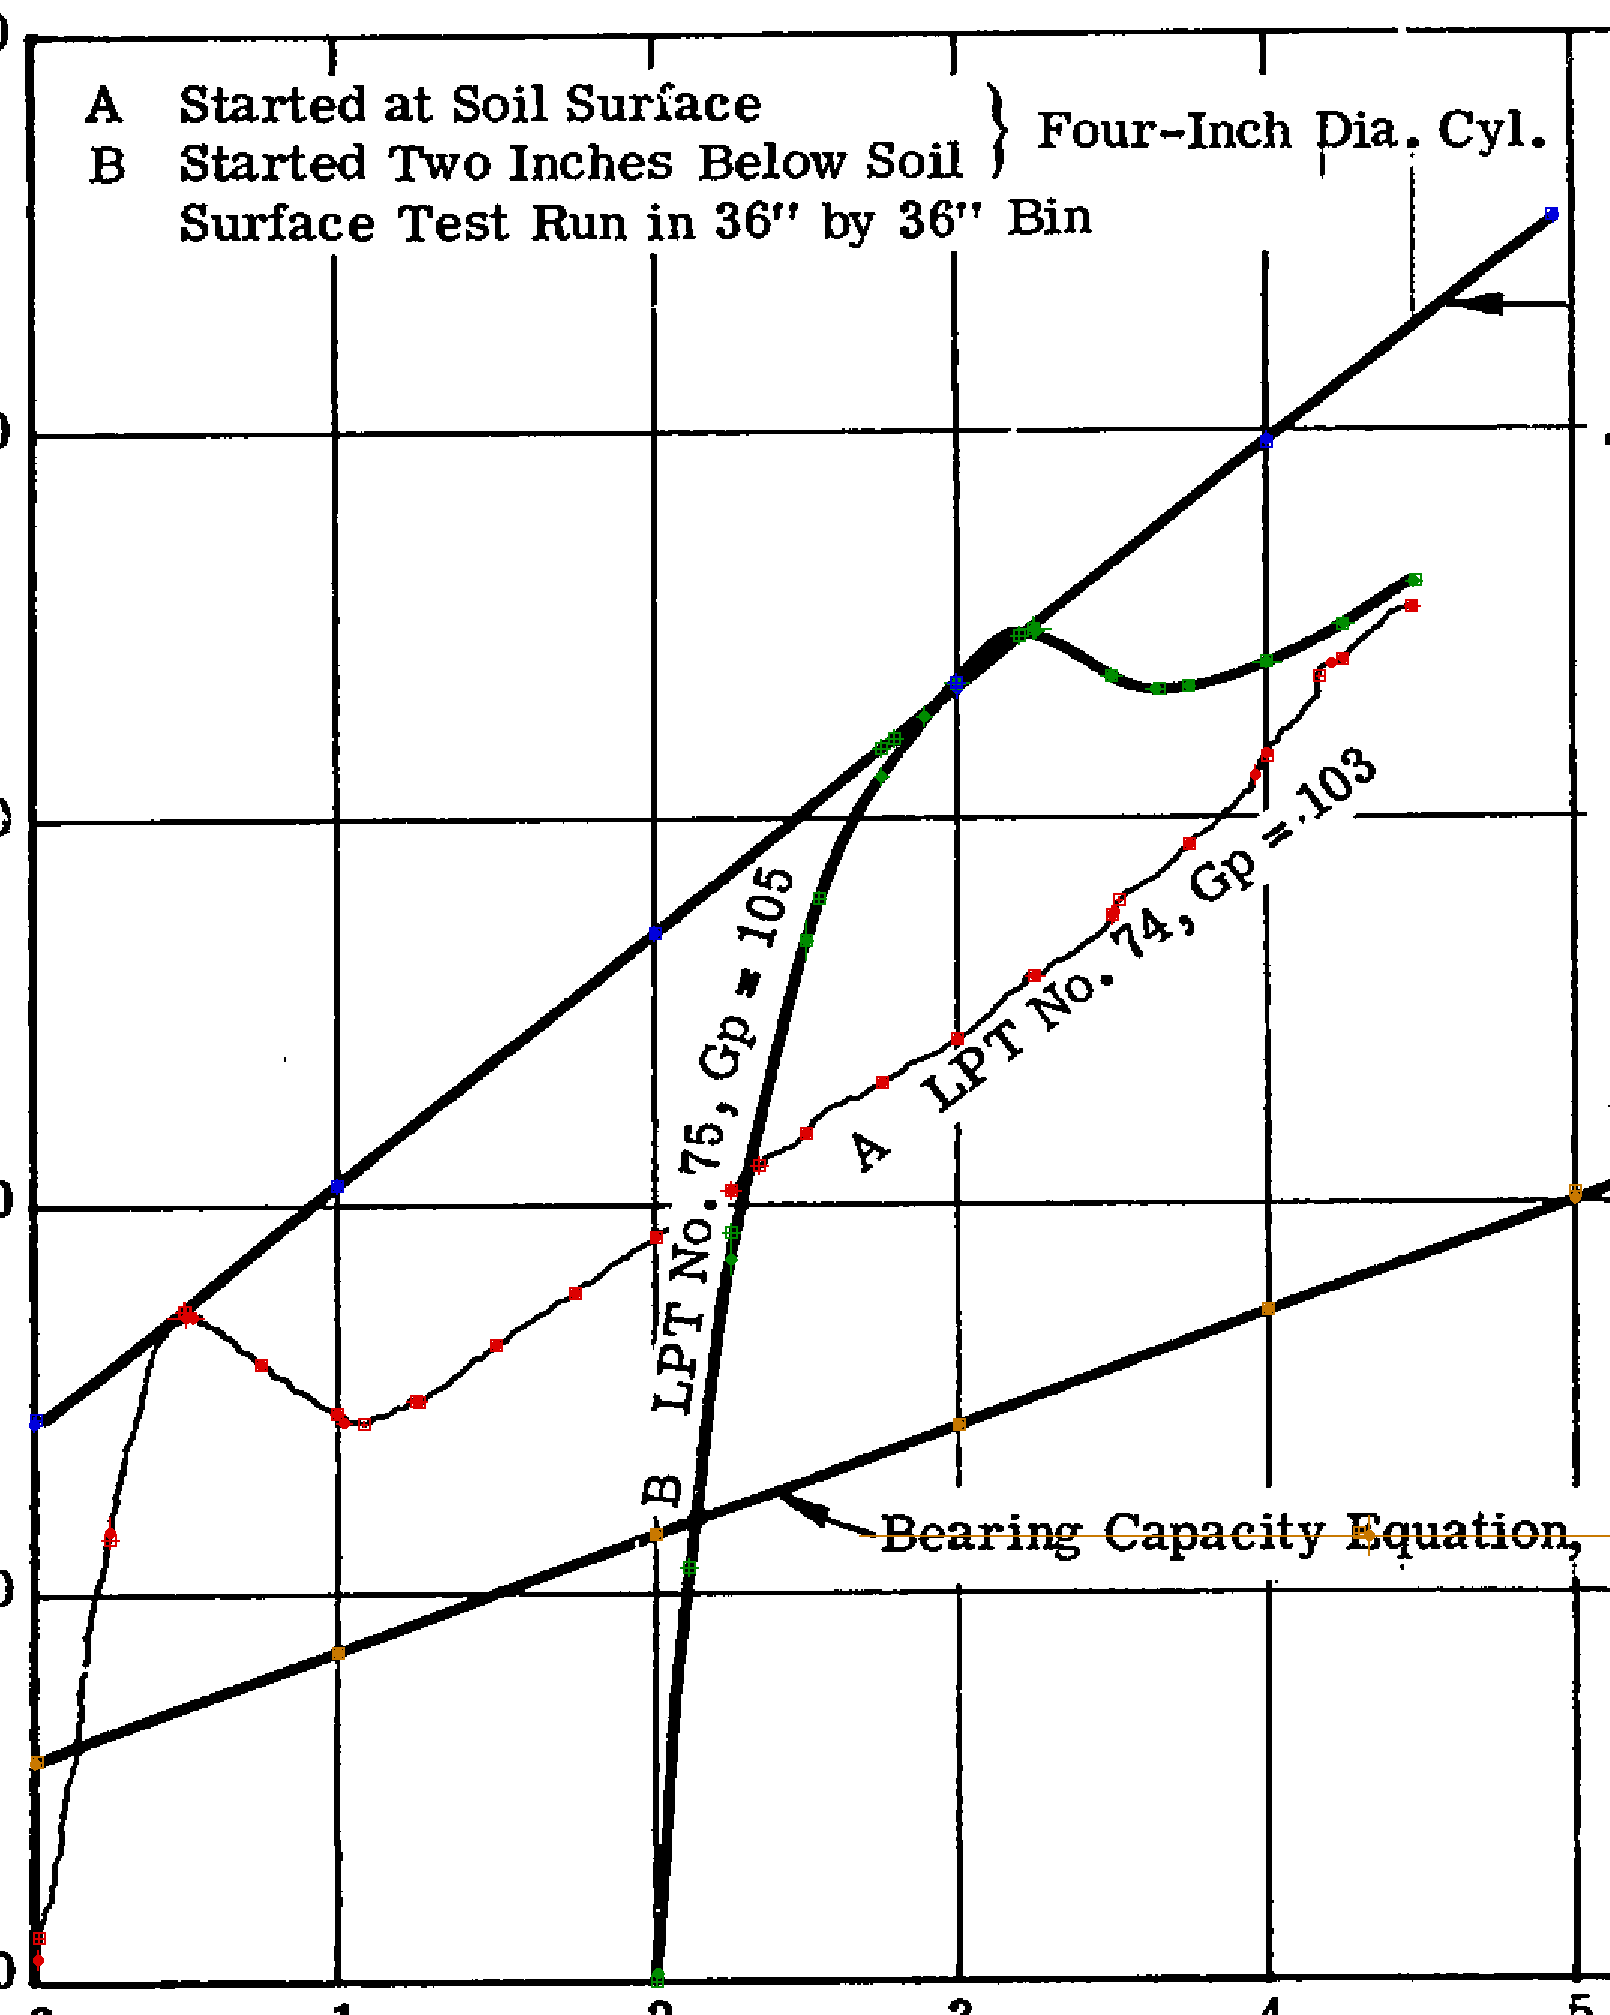 A Started at Soil Surface
B Started Two Inches Below Soil
Surface Test Run in 36" by 36" Bin
} Four-Inch Dia. Cyl.
B LPT No. 75, Gp = 105
A LPT No. 74, Gp = .103
Bearing Capacity Equation,
0
1
2
3
4
5